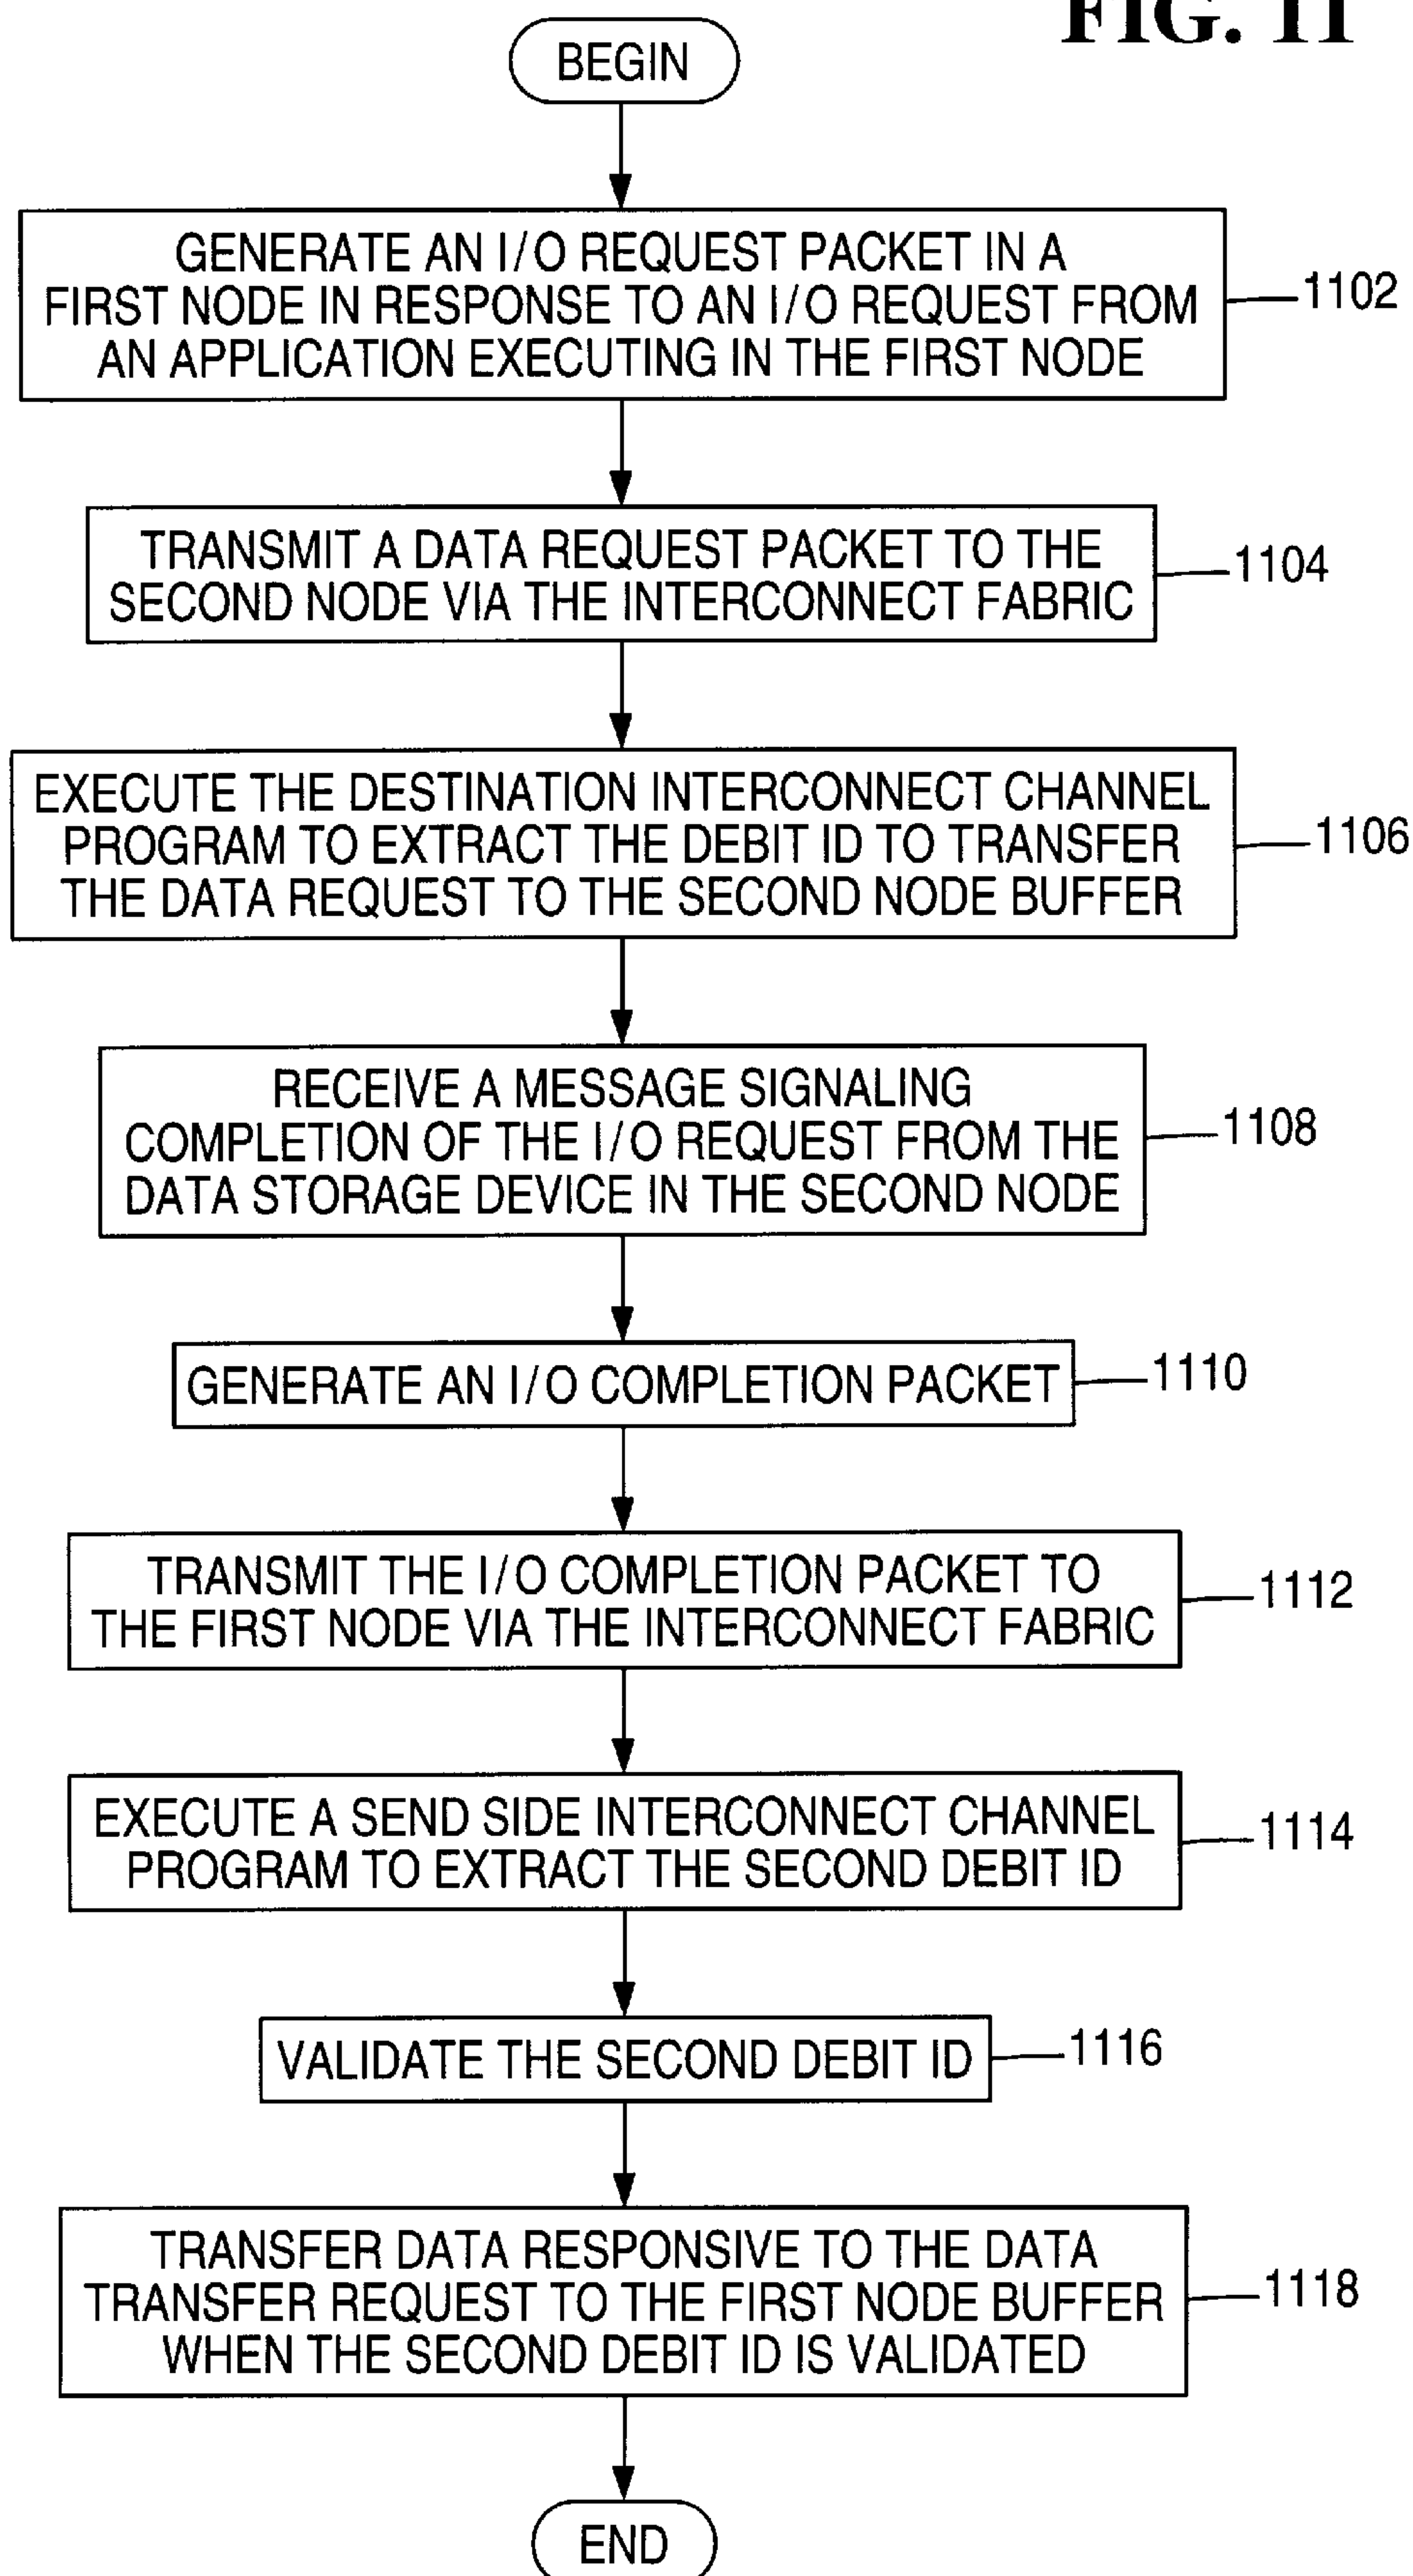 FIG. 11
BEGIN
GENERATE AN I/O REQUEST PACKET IN A
FIRST NODE IN RESPONSE TO AN I/O REQUEST FROM
AN APPLICATION EXECUTING IN THE FIRST NODE
1102
TRANSMIT A DATA REQUEST PACKET TO THE
SECOND NODE VIA THE INTERCONNECT FABRIC
1104
EXECUTE THE DESTINATION INTERCONNECT CHANNEL
PROGRAM TO EXTRACT THE DEBIT ID TO TRANSFER
THE DATA REQUEST TO THE SECOND NODE BUFFER
1106
RECEIVE A MESSAGE SIGNALING
COMPLETION OF THE I/O REQUEST FROM THE
DATA STORAGE DEVICE IN THE SECOND NODE
1108
GENERATE AN I/O COMPLETION PACKET
1110
TRANSMIT THE I/O COMPLETION PACKET TO
THE FIRST NODE VIA THE INTERCONNECT FABRIC
1112
EXECUTE A SEND SIDE INTERCONNECT CHANNEL
PROGRAM TO EXTRACT THE SECOND DEBIT ID
1114
VALIDATE THE SECOND DEBIT ID
1116
TRANSFER DATA RESPONSIVE TO THE DATA
TRANSFER REQUEST TO THE FIRST NODE BUFFER
WHEN THE SECOND DEBIT ID IS VALIDATED
1118
END